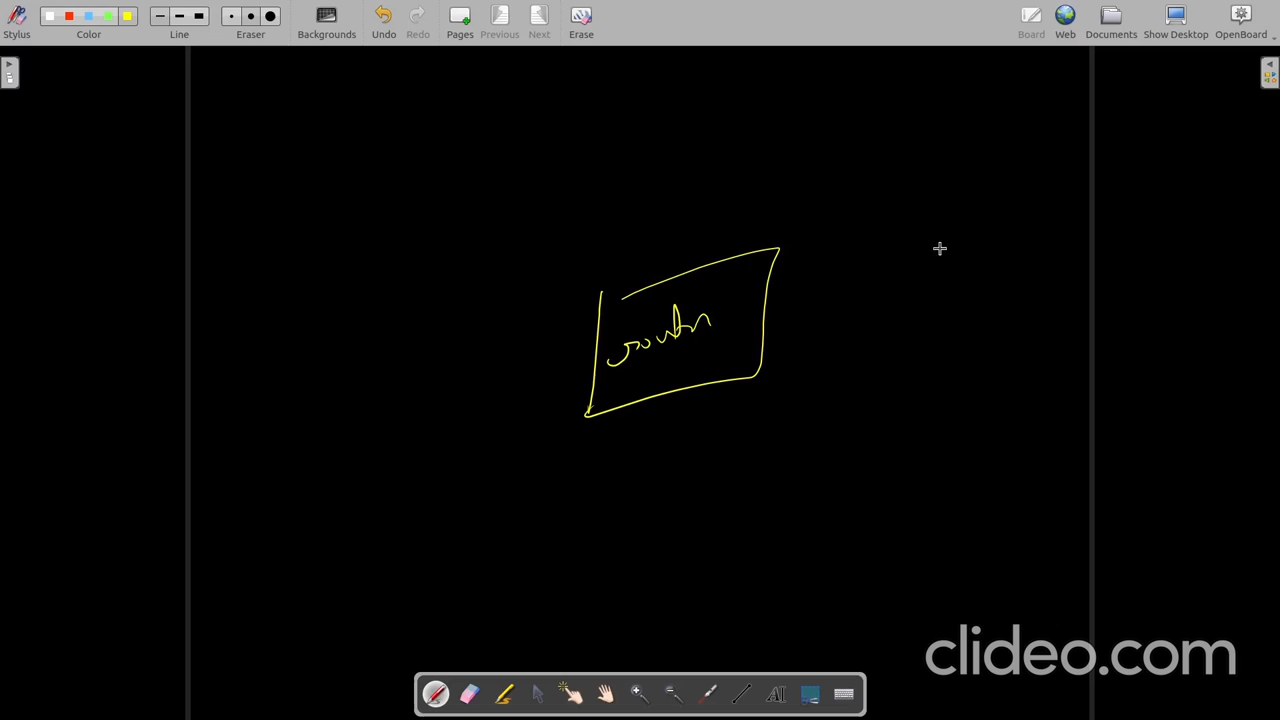 Stylus
Color
Line
Eraser
Backgrounds
Undo
Redo
Pages
Previous
Next
Erase
Board
Web
Documents
Show Desktop
OpenBoard
AI
clideo.com